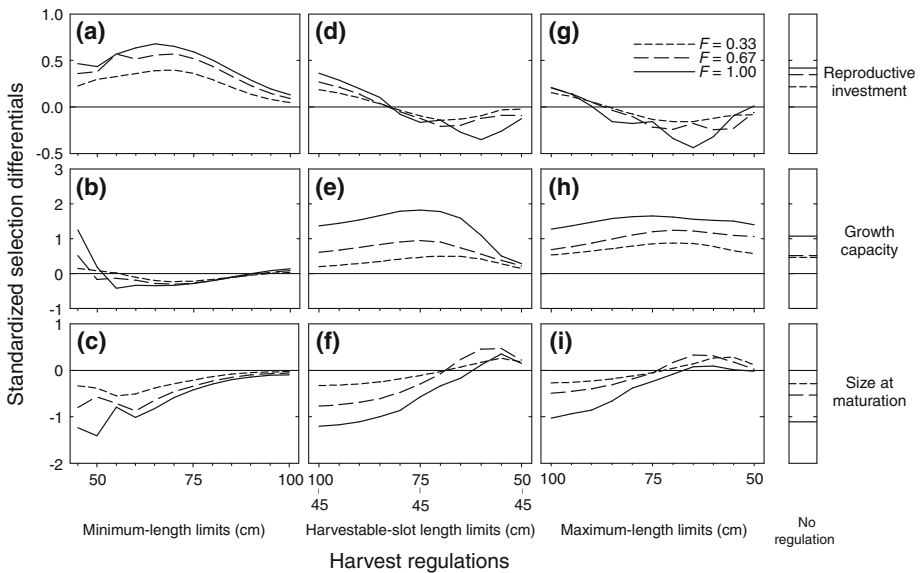 Standardized selection differentials
(a)
1.0
0.5
0.0
-0.5
(d)
(g)
F = 0.33
F = 0.67
F = 1.00
Reproductive
investment
(b)
3
2
1
0
-1
(e)
(h)
Growth
capacity
(c)
1
0
-1
-2
(f)
(i)
Size at
maturation
50 75 100
100 75 50
45 45 45
100 75 50
Minimum-length limits (cm)
Harvestable-slot length limits (cm)
Maximum-length limits (cm)
No
regulation
Harvest regulations